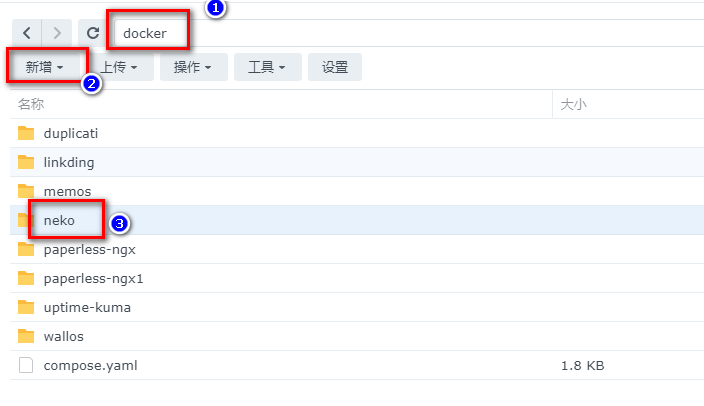 1
docker
新增 上传 操作 工具 设置
2
名称 大小
duplicati
linkding
memos
neko 3
paperless-ngx
paperless-ngx1
uptime-kuma
wallos
compose.yaml 1.8 KB